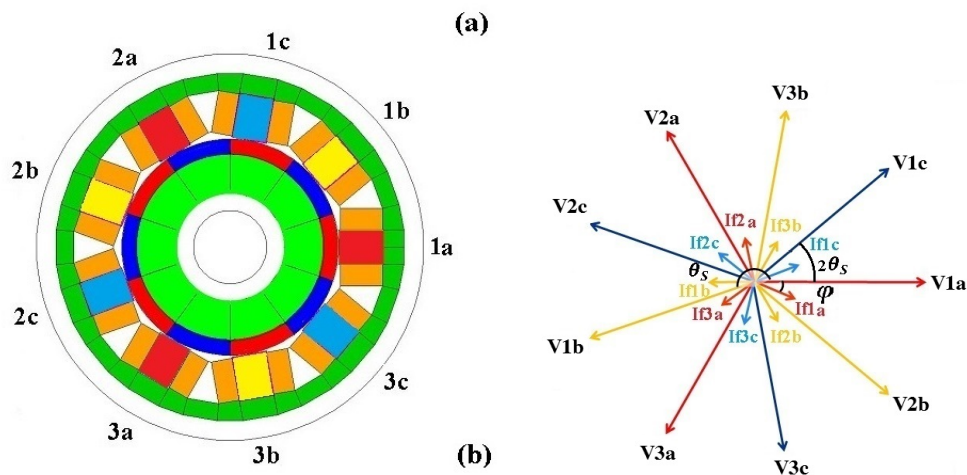 (a)
1c
2a
1b
2b
1a
2c
3c
3a
3b
(b)
V3b
V2a
V1c
V2c
If2a
If3b
If2c
If1c
θs
2θs
If1b
V1a
φ
If3a
If1a
If3c
If2b
V1b
V2b
V3a
V3c